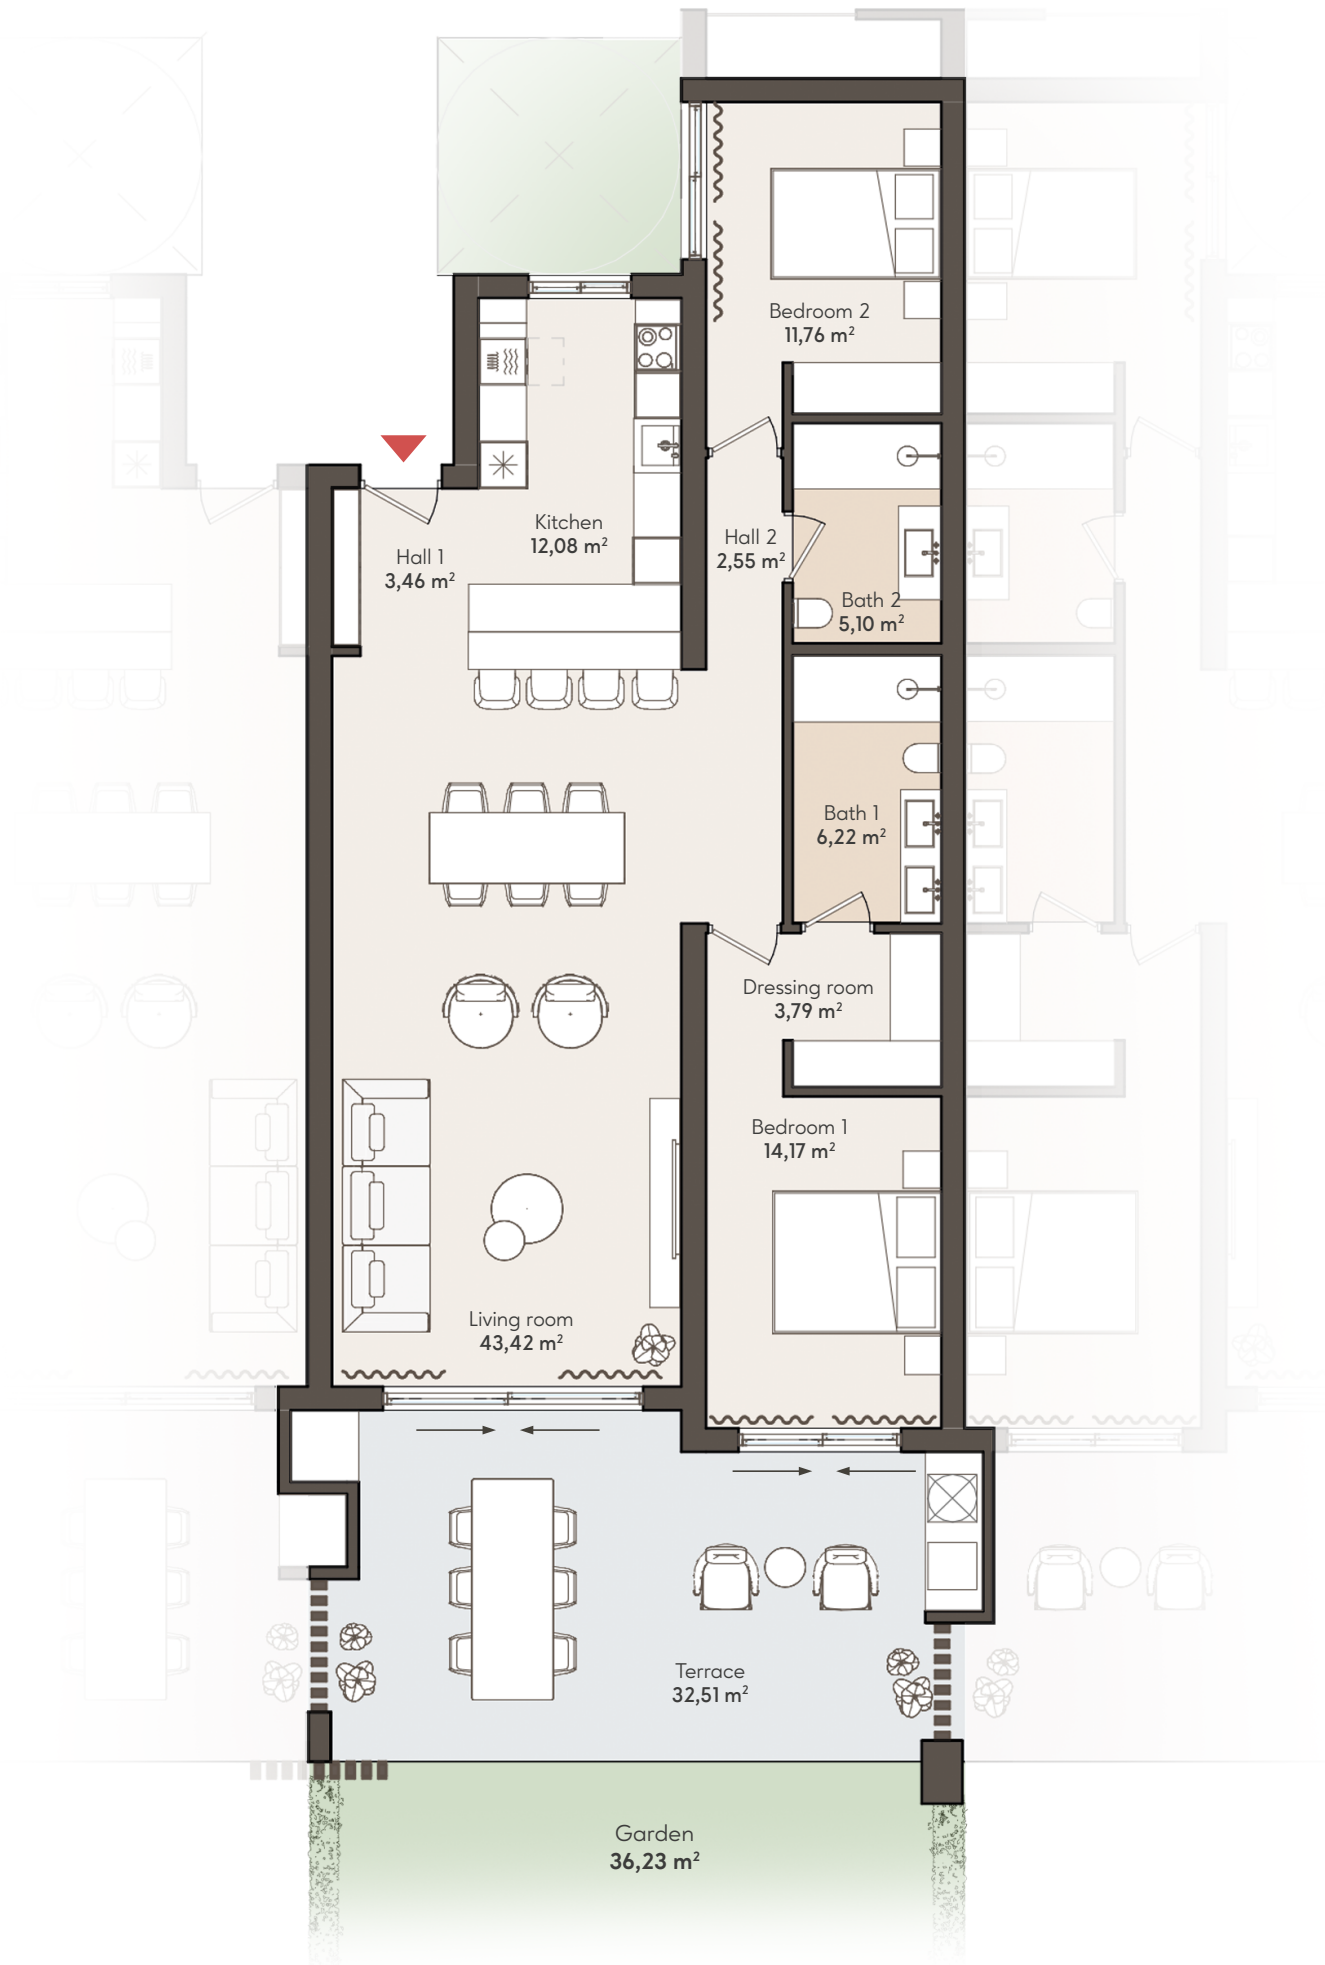 Bedroom 2
11,76 m²
Kitchen
12,08 m²
Hall 1
3,46 m²
Hall 2
2,55 m²
Bath 2
5,10 m²
Bath 1
6,22 m²
Dressing room
3,79 m²
Bedroom 1
14,17 m²
Living room
43,42 m²
Terrace
32,51 m²
Garden
36,23 m²